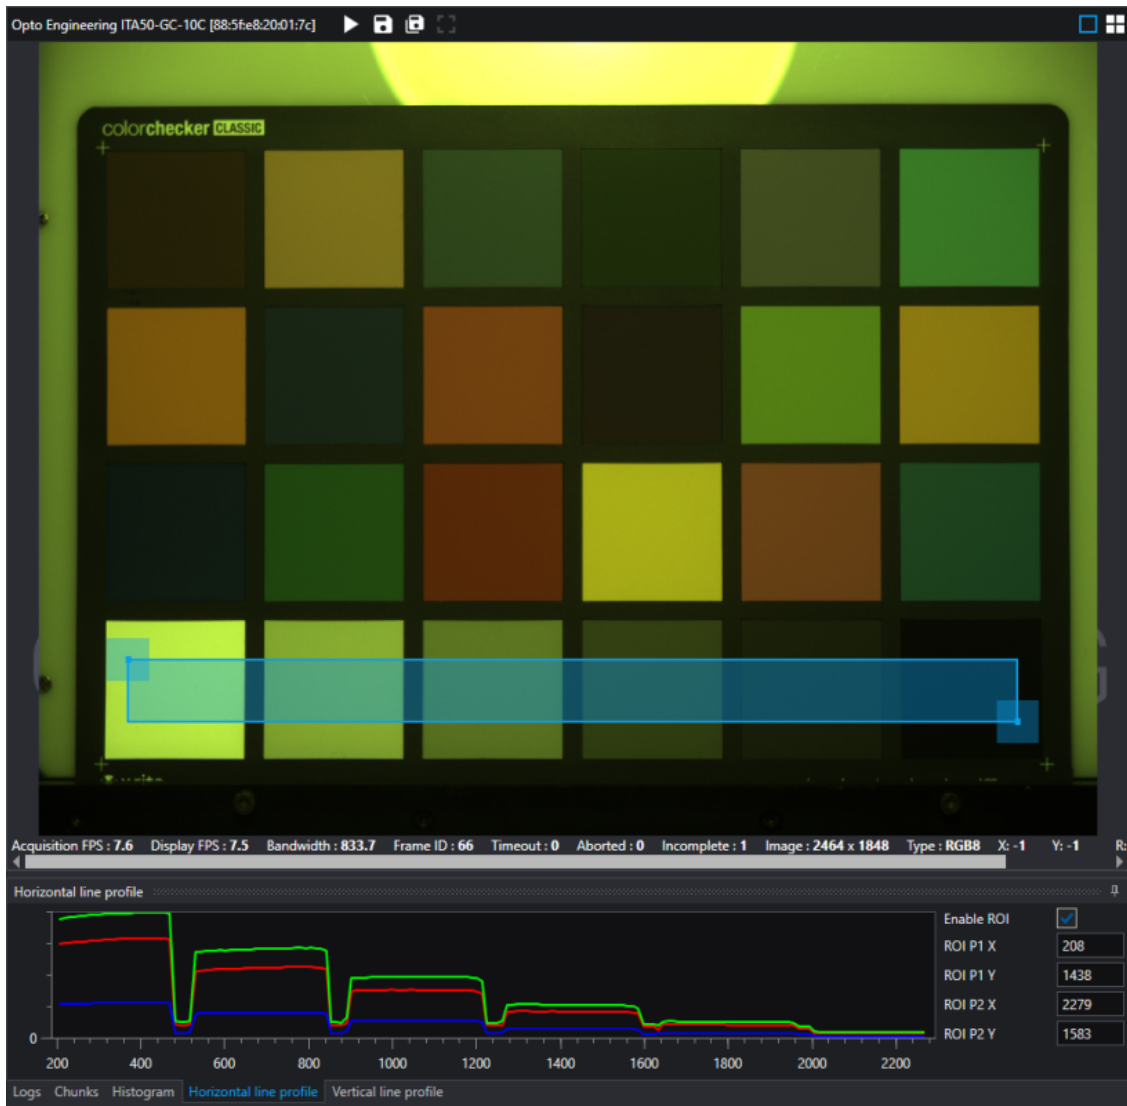 Opto Engineering ITA50-GC-10C [88:5f:e8:20:01:7c]
colorchecker CLASSIC
Acquisition FPS : 7.6 Display FPS : 7.5 Bandwidth : 833.7 Frame ID : 66 Timeout : 0 Aborted : 0 Incomplete : 1 Image : 2464 x 1848 Type : RGB8 X: -1 Y: -1 R:
Horizontal line profile
Enable ROI
ROI P1 X 208
ROI P1 Y 1438
ROI P2 X 2279
ROI P2 Y 1583
0
200 400 600 800 1000 1200 1400 1600 1800 2000 2200
Logs Chunks Histogram Horizontal line profile Vertical line profile